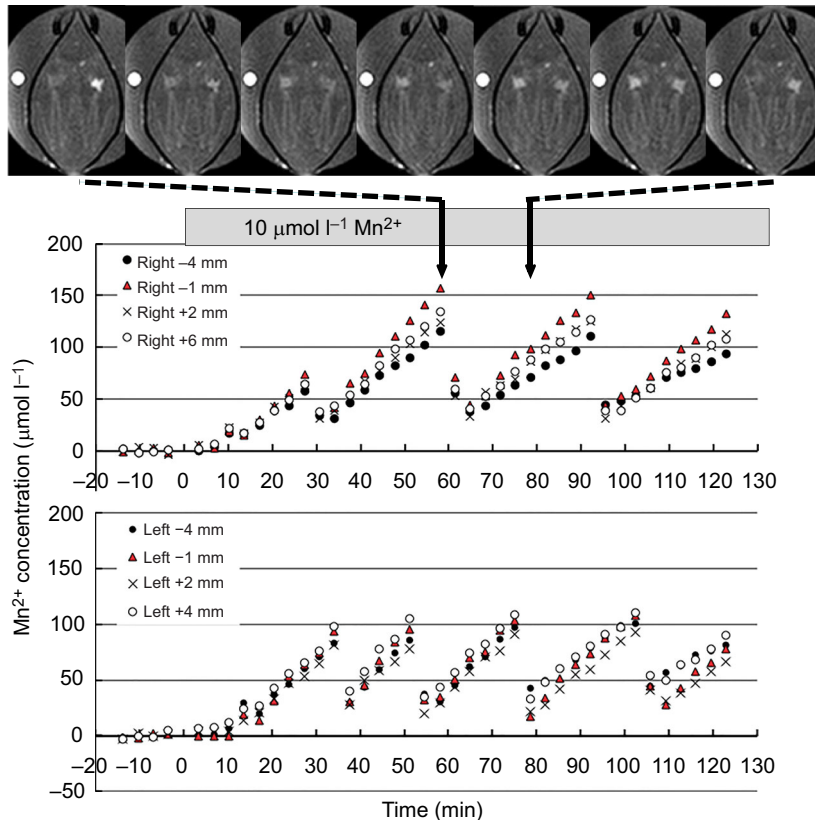 10 μmol l⁻¹ Mn²⁺
200
150
100
50
0
Right –4 mm
Right –1 mm
Right +2 mm
Right +6 mm
–20 –10 0 10 20 30 40 50 60 70 80 90 100 110 120 130
200
150
100
50
0
–50
Left −4 mm
Left −1 mm
Left +2 mm
Left +4 mm
–20 –10 0 10 20 30 40 50 60 70 80 90 100 110 120 130
Mn²⁺ concentration (μmol l⁻¹)
Time (min)